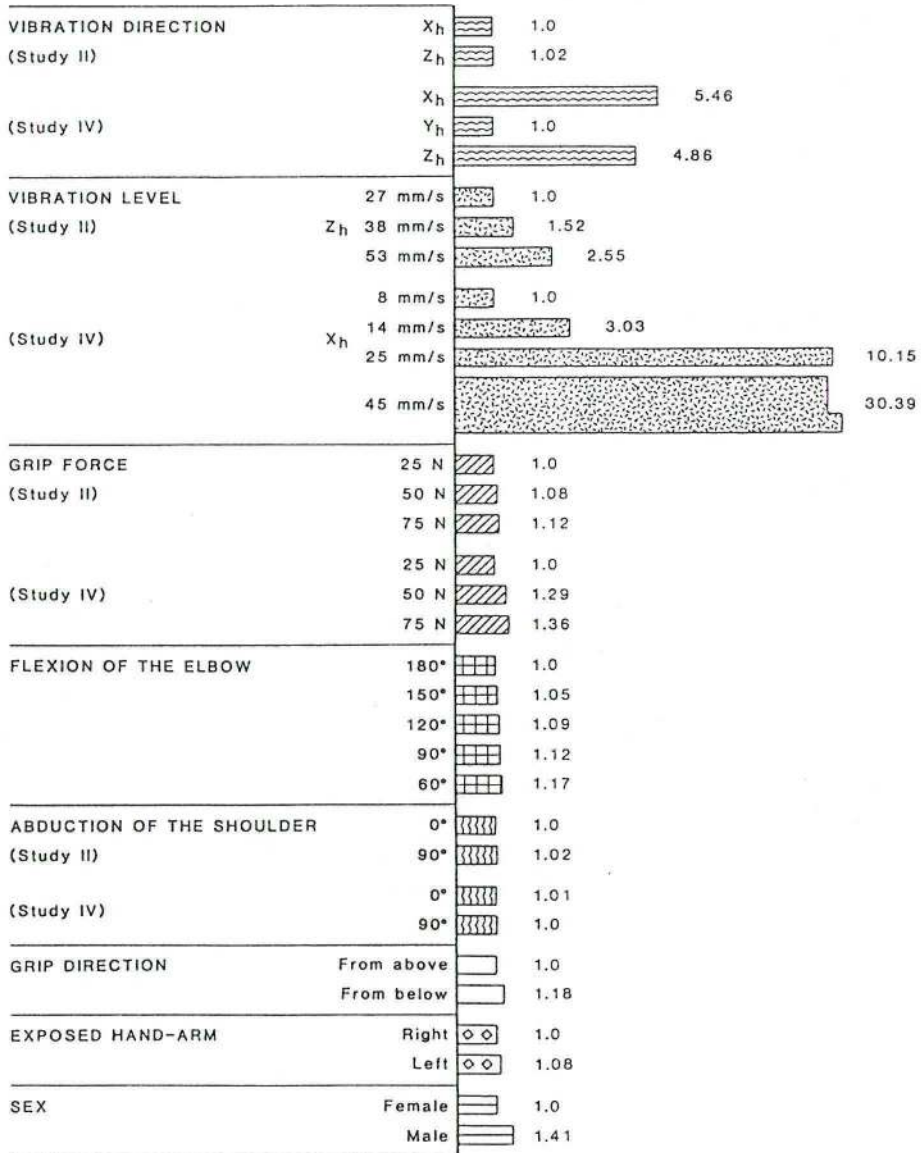 VIBRATION DIRECTION Xh 1.0
(Study II) Zh 1.02
Xh 5.46
(Study IV) Yh 1.0
Zh 4.86
VIBRATION LEVEL 27 mm/s 1.0
(Study II) Zh 38 mm/s 1.52
53 mm/s 2.55
8 mm/s 1.0
14 mm/s 3.03
(Study IV) Xh
25 mm/s 10.15
45 mm/s 30.39
GRIP FORCE 25 N 1.0
(Study II) 50 N 1.08
75 N 1.12
25 N 1.0
(Study IV) 50 N 1.29
75 N 1.36
FLEXION OF THE ELBOW 180° 1.0
150° 1.05
120° 1.09
90° 1.12
60° 1.17
ABDUCTION OF THE SHOULDER 0° 1.0
(Study II) 90° 1.02
0° 1.01
(Study IV)
90° 1.0
GRIP DIRECTION From above 1.0
From below 1.18
EXPOSED HAND-ARM Right 1.0
Left 1.08
SEX Female 1.0
Male 1.41